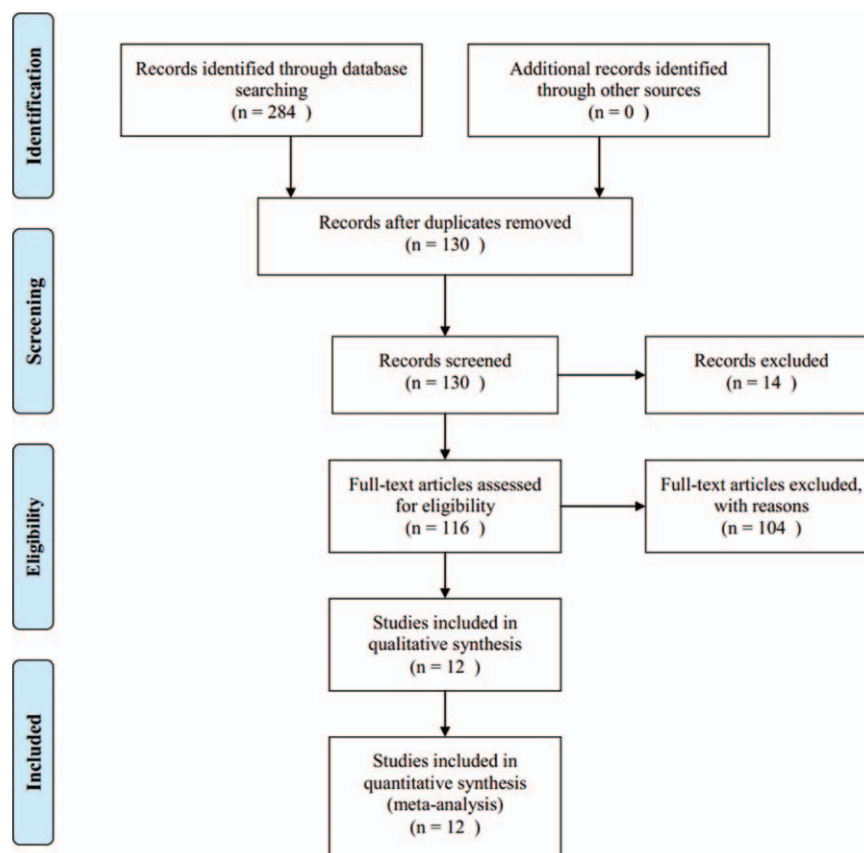 Identification
Records identified through database
searching
(n = 284 )
Additional records identified
through other sources
(n = 0 )
Records after duplicates removed
(n = 130 )
Screening
Records screened
(n = 130 )
Records excluded
(n = 14 )
Eligibility
Full-text articles assessed
for eligibility
(n = 116 )
Full-text articles excluded,
with reasons
(n = 104 )
Studies included in
qualitative synthesis
(n = 12 )
Included
Studies included in
quantitative synthesis
(meta-analysis)
(n = 12 )